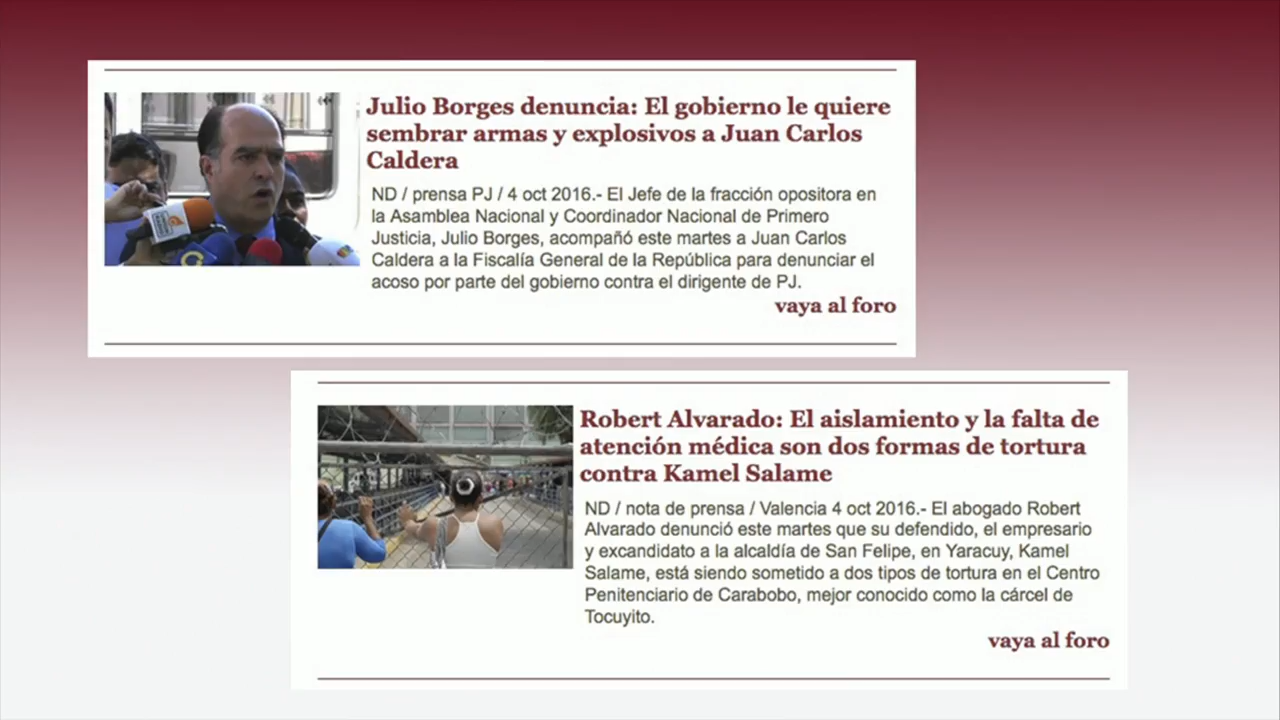 Julio Borges denuncia: El gobierno le quiere
sembrar armas y explosivos a Juan Carlos
Caldera
ND / prensa PJ / 4 oct 2016.- El Jefe de la fracción opositora en
la Asamblea Nacional y Coordinador Nacional de Primero
Justicia, Julio Borges, acompañó este martes a Juan Carlos
Caldera a la Fiscalía General de la República para denunciar el
acoso por parte del gobierno contra el dirigente de PJ.
vaya al foro
Robert Alvarado: El aislamiento y la falta de
atención médica son dos formas de tortura
contra Kamel Salame
ND / nota de prensa / Valencia 4 oct 2016.- El abogado Robert
Alvarado denunció este martes que su defendido, el empresario
y excandidato a la alcaldía de San Felipe, en Yaracuy, Kamel
Salame, está siendo sometido a dos tipos de tortura en el Centro
Penitenciario de Carabobo, mejor conocido como la cárcel de
Tocuyito.
vaya al foro